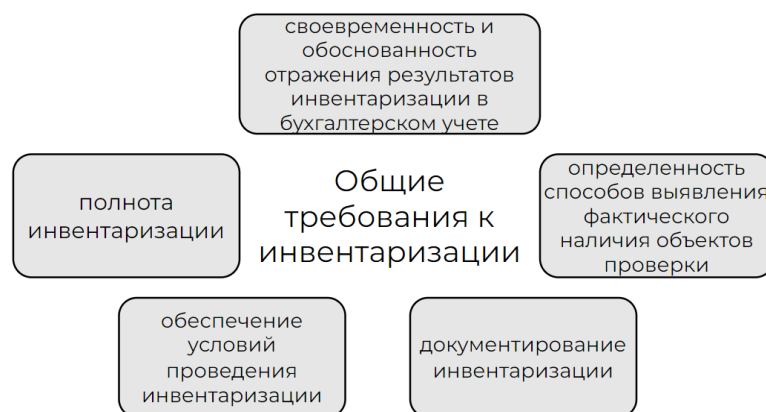 своевременность и
обоснованность
отражения результатов
инвентаризации в
бухгалтерском учете
полнота
инвентаризации
Общие
требования к
инвентаризации
определенность
способов выявления
фактического
наличия объектов
проверки
обеспечение
условий
проведения
инвентаризации
документирование
инвентаризации